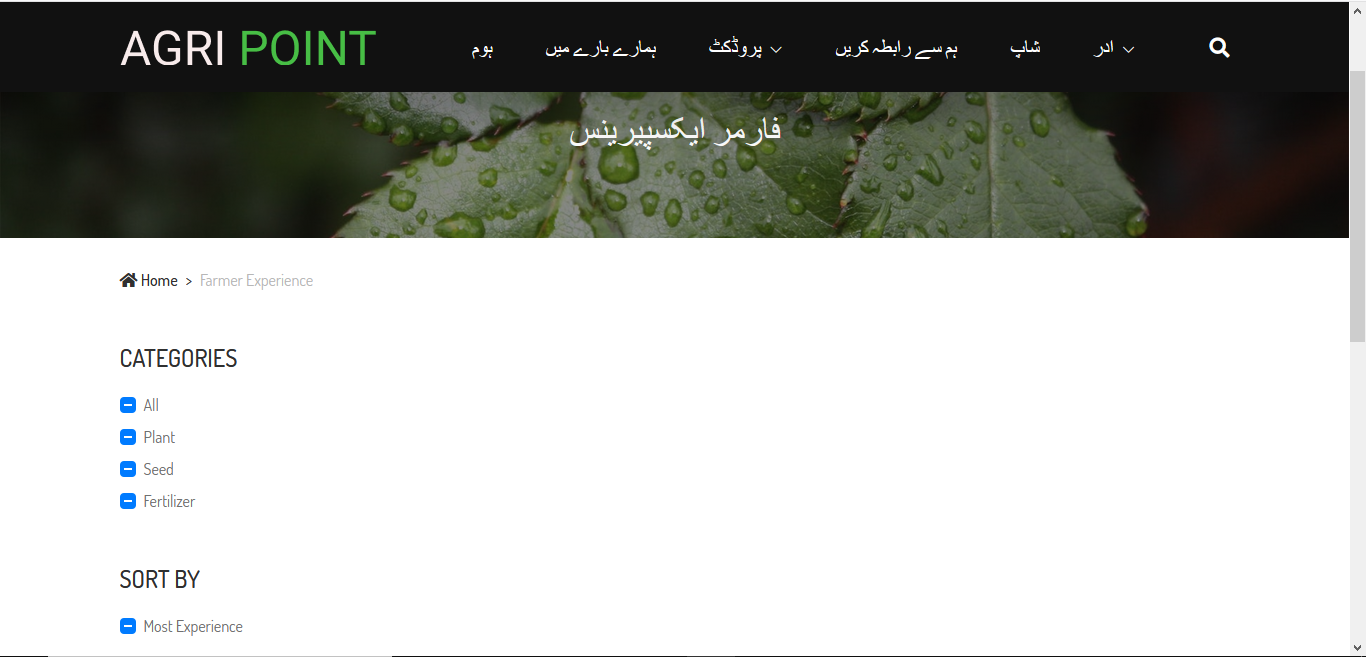 AGRI POINT
ہوم
ہمارے بارے میں
پروڈکٹ
ہم سے رابطہ کریں
شاپ
ادر
فارمر ایکسپیرینس
Home > Farmer Experience
CATEGORIES
All
Plant
Seed
Fertilizer
SORT BY
Most Experience